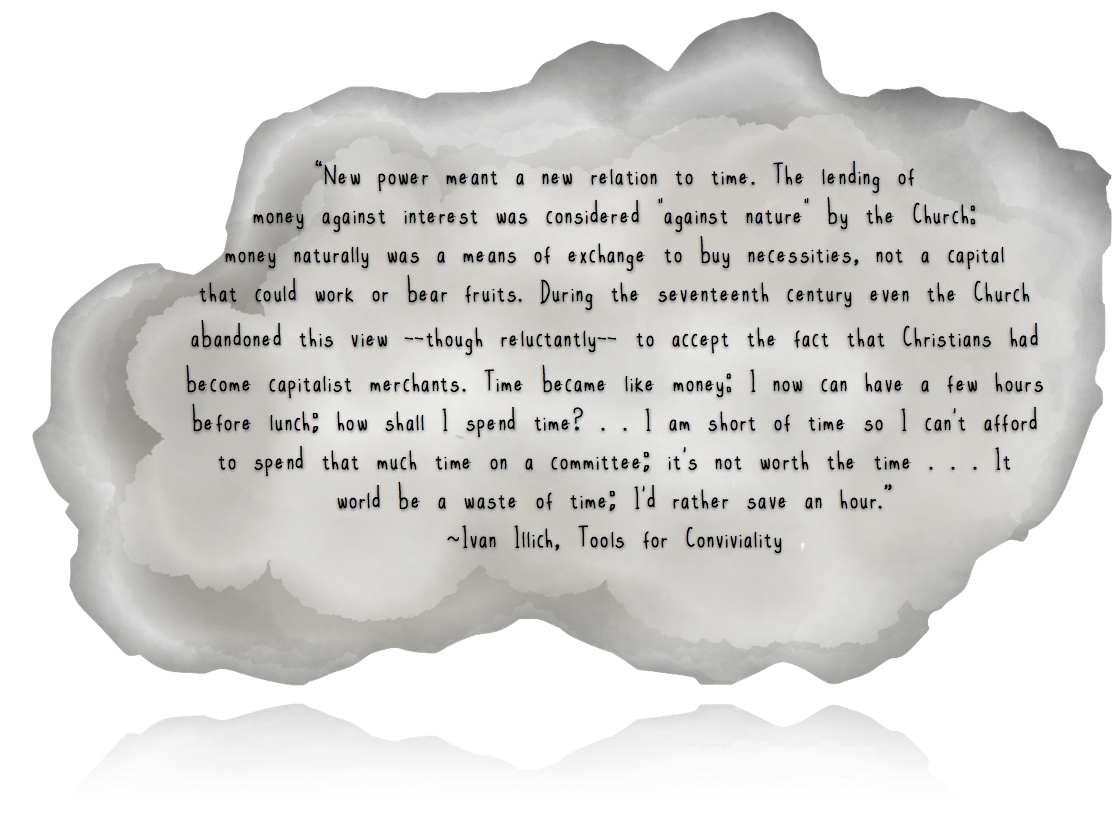 “New power meant a new relation to time. The lending of
money against interest was considered "against nature" by the Church:
money naturally was a means of exchange to buy necessities, not a capital
that could work or bear fruits. During the seventeenth century even the Church
abandoned this view --though reluctantly-- to accept the fact that Christians had
become capitalist merchants. Time became like money: I now can have a few hours
before lunch; how shall I spend time? . . I am short of time so I can't afford
to spend that much time on a committee; it's not worth the time . . . It
world be a waste of time; I'd rather save an hour.”
~Ivan Illich, Tools for Conviviality